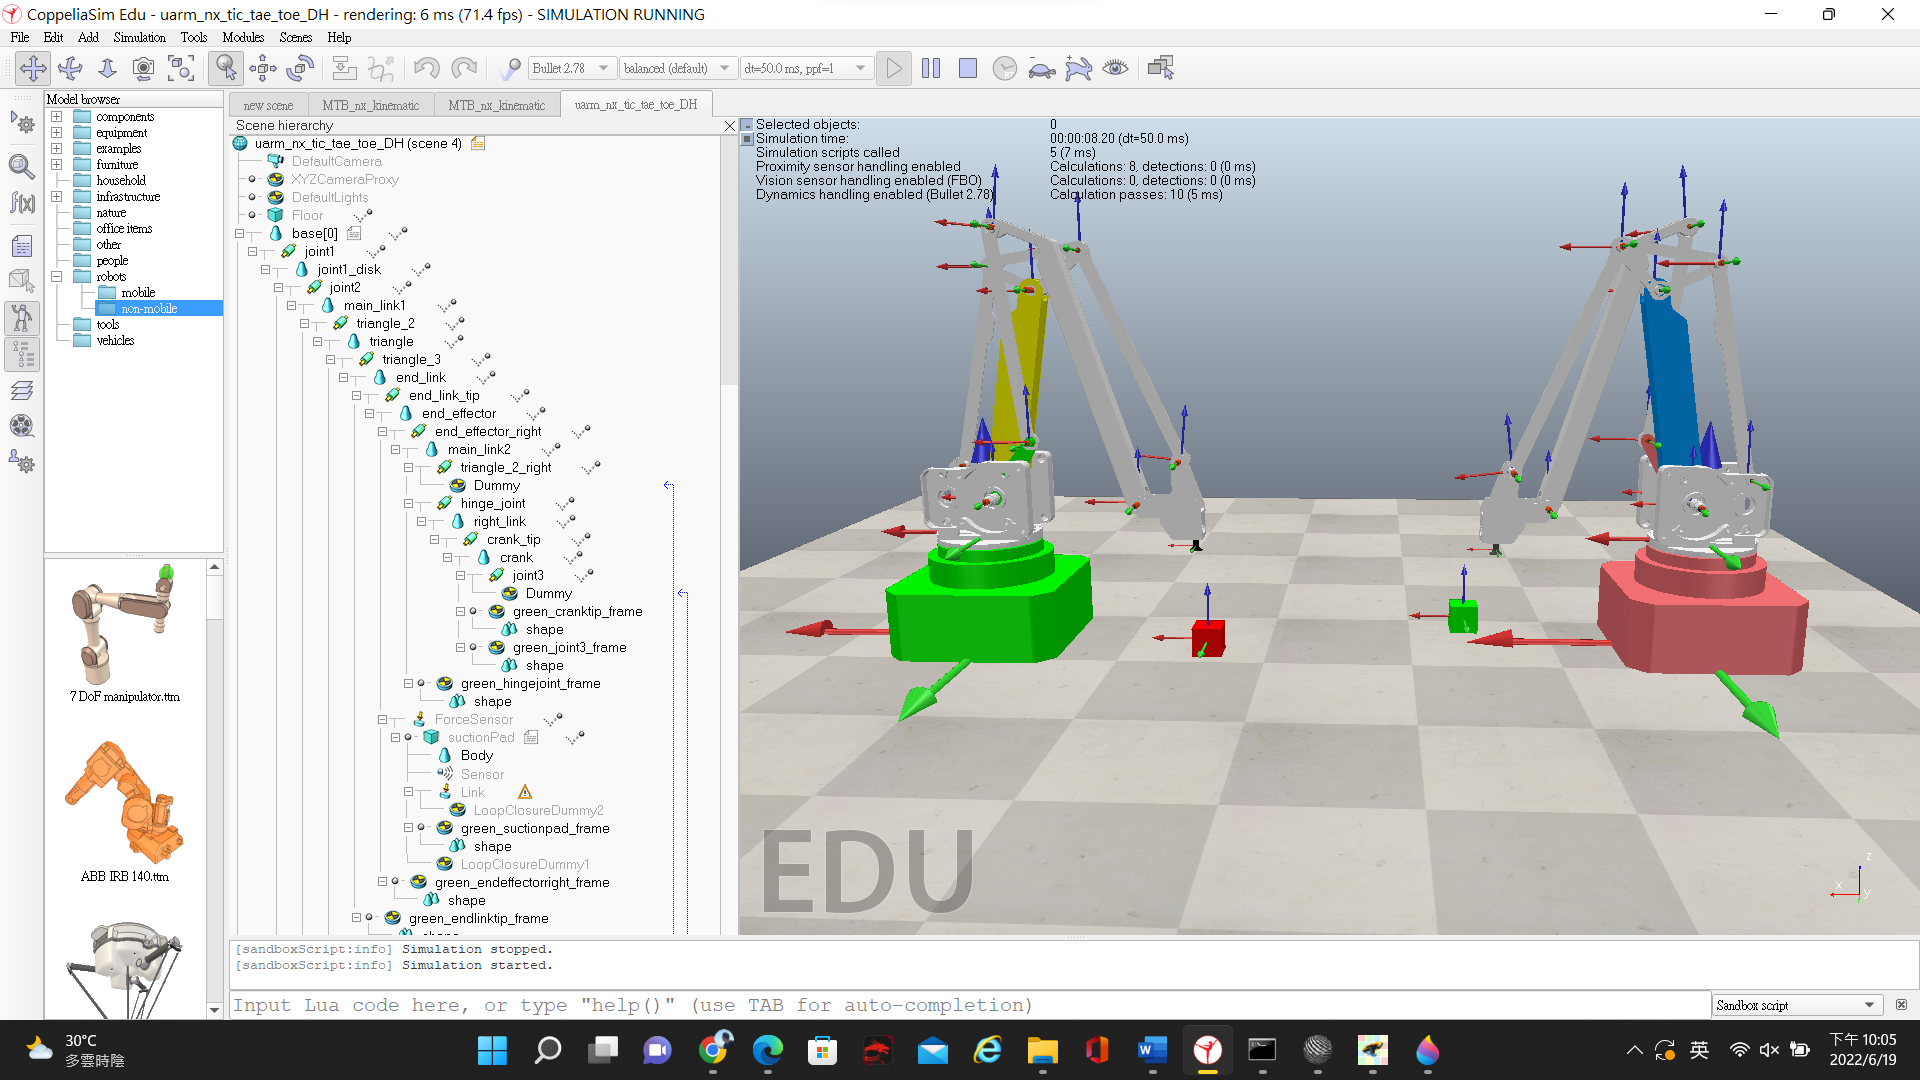 CoppeliaSim Edu - uarm_nx_tic_tae_toe_DH - rendering: 6 ms (71.4 fps) - SIMULATION RUNNING
File Edit Add Simulation Tools Modules Scenes Help
Bullet 2.78 balanced (default) dt=50.0 ms, ppf=1
Model browser
components
equipment
examples
furniture
household
infrastructure
nature
office items
other
people
robots
mobile
non-mobile
tools
vehicles
7 DoF manipulator.ttm
ABB IRB 140.ttm
new scene MTB_nx_kinematic MTB_nx_kinematic uarm_nx_tic_tae_toe_DH
Scene hierarchy
uarm_nx_tic_tae_toe_DH (scene 4)
DefaultCamera
XYZCameraProxy
DefaultLights
Floor
base[0]
joint1
joint1_disk
joint2
main_link1
triangle_2
triangle
triangle_3
end_link
end_link_tip
end_effector
end_effector_right
main_link2
triangle_2_right
Dummy
hinge_joint
right_link
crank_tip
crank
joint3
Dummy
green_cranktip_frame
shape
green_joint3_frame
shape
green_hingejoint_frame
shape
ForceSensor
suctionPad
Body
Sensor
Link
LoopClosureDummy2
green_suctionpad_frame
shape
LoopClosureDummy1
green_endeffectorright_frame
shape
green_endlinktip_frame
Selected objects: 0
Simulation time: 00:00:08.20 (dt=50.0 ms)
Simulation scripts called 5 (7 ms)
Proximity sensor handling enabled Calculations: 8, detections: 0 (0 ms)
Vision sensor handling enabled (FBO) Calculations: 0, detections: 0 (0 ms)
Dynamics handling enabled (Bullet 2.78) Calculation passes: 10 (5 ms)
EDU
x z y
[sandboxScript:info] Simulation stopped.
[sandboxScript:info] Simulation started.
Input Lua code here, or type "help()" (use TAB for auto-completion)
Sandbox script
30°C
多雲時陰
英
下午 10:05
2022/6/19